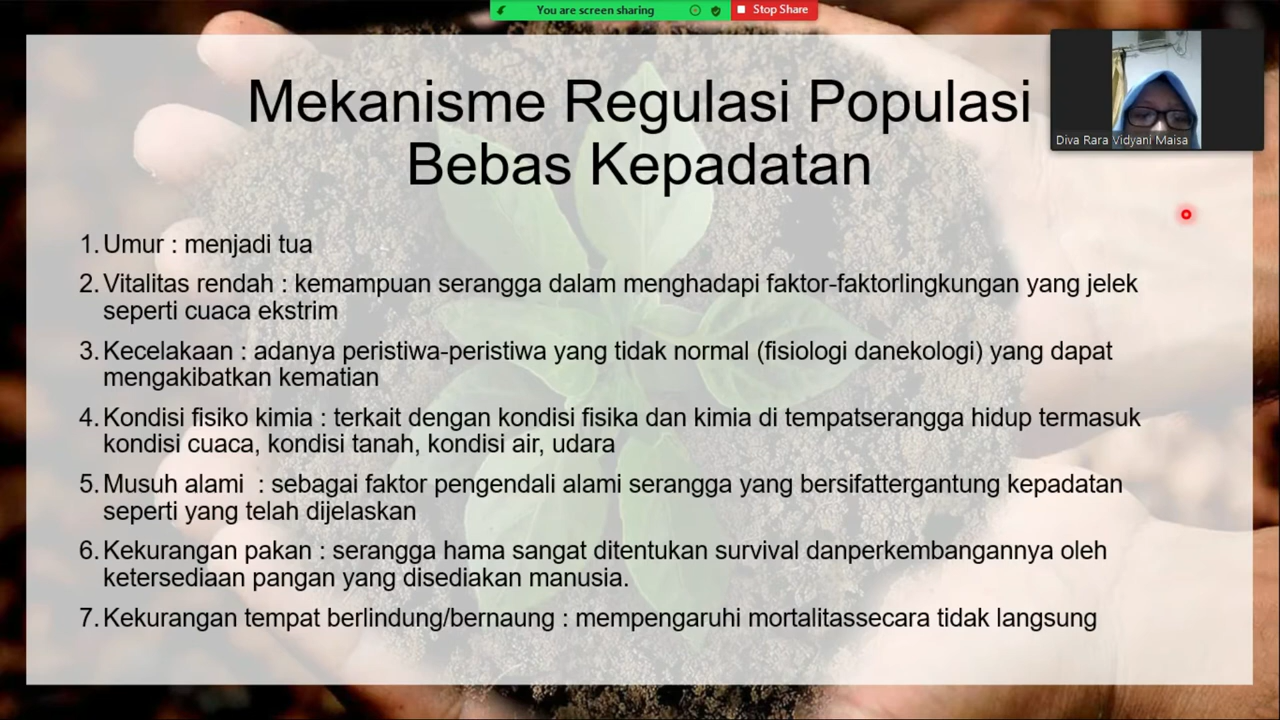 You are screen sharing
Stop Share
Mekanisme Regulasi Populasi
Bebas Kepadatan
Diva Rara Vidyani Maisa
1. Umur : menjadi tua
2. Vitalitas rendah : kemampuan serangga dalam menghadapi faktor-faktorlingkungan yang jelek
seperti cuaca ekstrim
3. Kecelakaan : adanya peristiwa-peristiwa yang tidak normal (fisiologi danekologi) yang dapat
mengakibatkan kematian
4. Kondisi fisiko kimia : terkait dengan kondisi fisika dan kimia di tempatserangga hidup termasuk
kondisi cuaca, kondisi tanah, kondisi air, udara
5. Musuh alami  : sebagai faktor pengendali alami serangga yang bersifattergantung kepadatan
seperti yang telah dijelaskan
6. Kekurangan pakan : serangga hama sangat ditentukan survival danperkembangannya oleh
ketersediaan pangan yang disediakan manusia.
7. Kekurangan tempat berlindung/bernaung : mempengaruhi mortalitassecara tidak langsung